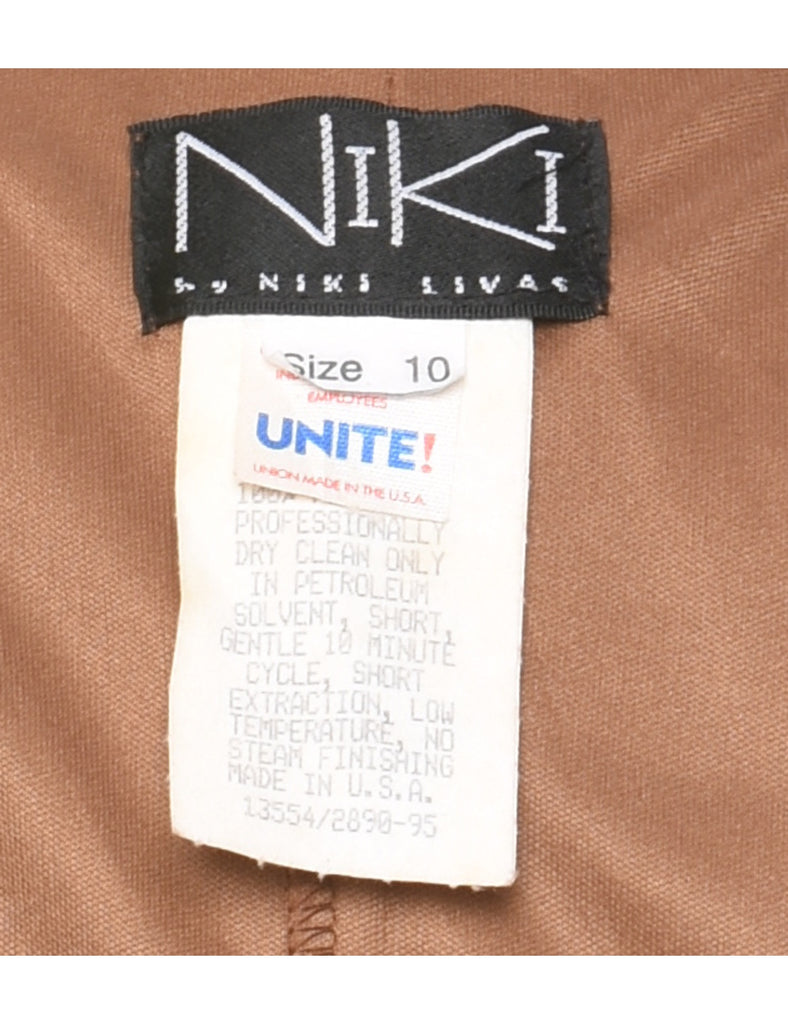 NIKI
by NIKI LIVAS
Size 10
EMPLOYEES
UNITE!
UNION MADE IN THE U.S.A.
100%
PROFESSIONALLY
DRY CLEAN ONLY
IN PETROLEUM
SOLVENT, SHORT,
GENTLE 10 MINUTE
CYCLE, SHORT
EXTRACTION, LOW
TEMPERATURE, NO
STEAM FINISHING
MADE IN U.S.A.
13554/2890-95